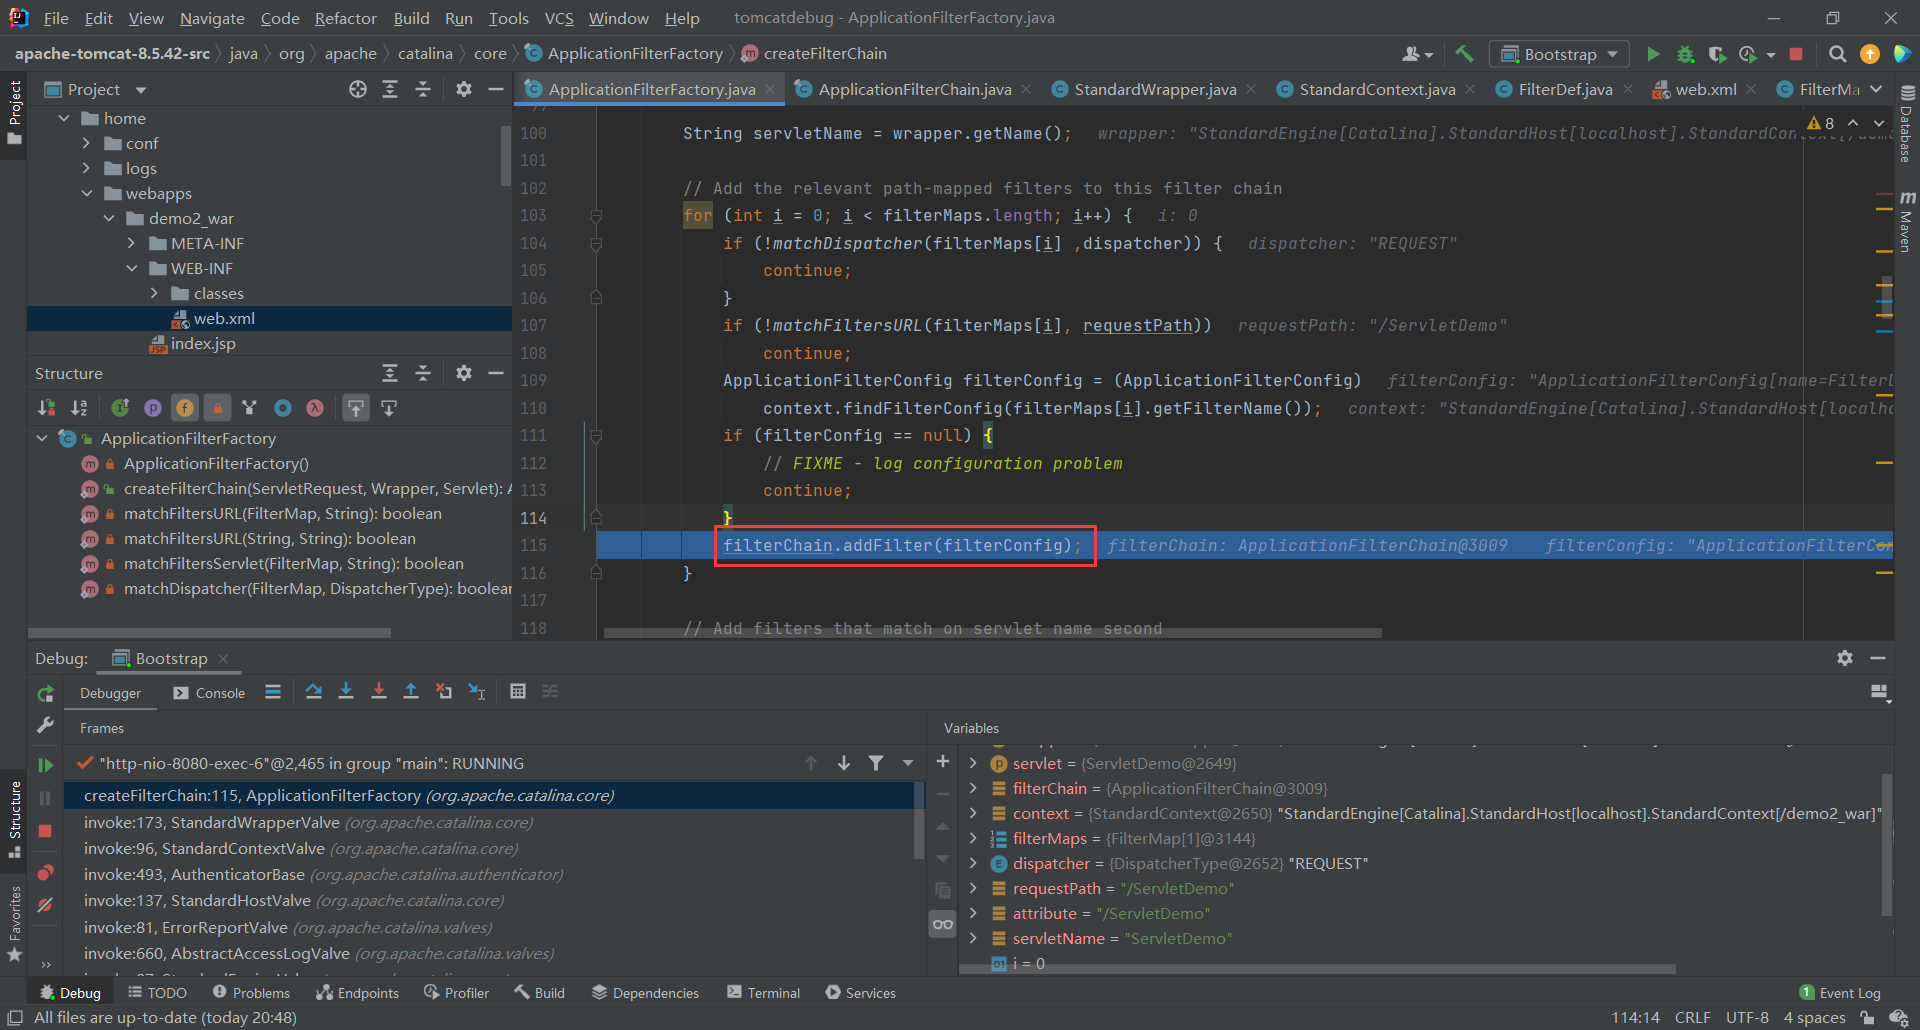 File Edit View Navigate Code Refactor Build Run Tools VCS Window Help tomcatdebug - ApplicationFilterFactory.java
apache-tomcat-8.5.42-src java org apache catalina core ApplicationFilterFactory createFilterChain
Bootstrap
Project
ApplicationFilterFactory.java ApplicationFilterChain.java StandardWrapper.java StandardContext.java FilterDef.java web.xml FilterMa
home
conf
logs
webapps
demo2_war
META-INF
WEB-INF
classes
web.xml
index.jsp
Structure
ApplicationFilterFactory
ApplicationFilterFactory()
createFilterChain(ServletRequest, Wrapper, Servlet): A
matchFiltersURL(FilterMap, String): boolean
matchFiltersURL(String, String): boolean
matchFiltersServlet(FilterMap, String): boolean
matchDispatcher(FilterMap, DispatcherType): boolean
8
100 String servletName = wrapper.getName(); wrapper: "StandardEngine[Catalina].StandardHost[localhost].StandardContext[/dem
101
102 // Add the relevant path-mapped filters to this filter chain
103 for (int i = 0; i < filterMaps.length; i++) { i: 0
104 if (!matchDispatcher(filterMaps[i] ,dispatcher)) { dispatcher: "REQUEST"
105 continue;
106 }
107 if (!matchFiltersURL(filterMaps[i], requestPath)) requestPath: "/ServletDemo"
108 continue;
109 ApplicationFilterConfig filterConfig = (ApplicationFilterConfig) filterConfig: "ApplicationFilterConfig[name=FilterD
110 context.findFilterConfig(filterMaps[i].getFilterName()); context: "StandardEngine[Catalina].StandardHost[localho
111 if (filterConfig == null) {
112 // FIXME - log configuration problem
113 continue;
114 }
115 filterChain.addFilter(filterConfig); filterChain: ApplicationFilterChain@3009 filterConfig: "ApplicationFilterCon
116 }
117
118 // Add filters that match on servlet name second
Project
Structure
Favorites
Database
Maven
Debug: Bootstrap
Debugger Console
Frames
"http-nio-8080-exec-6"@2,465 in group "main": RUNNING
createFilterChain:115, ApplicationFilterFactory (org.apache.catalina.core)
invoke:173, StandardWrapperValve (org.apache.catalina.core)
invoke:96, StandardContextValve (org.apache.catalina.core)
invoke:493, AuthenticatorBase (org.apache.catalina.authenticator)
invoke:137, StandardHostValve (org.apache.catalina.core)
invoke:81, ErrorReportValve (org.apache.catalina.valves)
invoke:660, AbstractAccessLogValve (org.apache.catalina.valves)
Variables
servlet = {ServletDemo@2649}
filterChain = {ApplicationFilterChain@3009}
context = {StandardContext@2650} "StandardEngine[Catalina].StandardHost[localhost].StandardContext[/demo2_war]"
filterMaps = {FilterMap[1]@3144}
dispatcher = {DispatcherType@2652} "REQUEST"
requestPath = "/ServletDemo"
attribute = "/ServletDemo"
servletName = "ServletDemo"
i = 0
Debug TODO Problems Endpoints Profiler Build Dependencies Terminal Services 1 Event Log
All files are up-to-date (today 20:48) 114:14 CRLF UTF-8 4 spaces